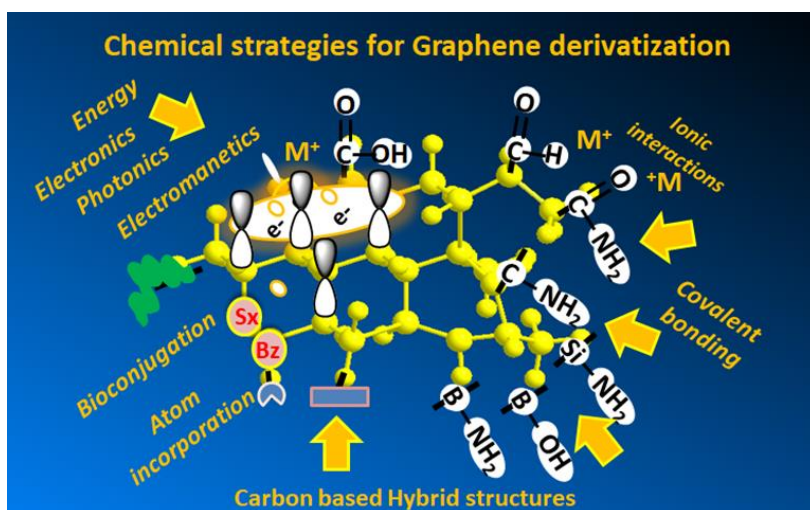 Chemical strategies for Graphene derivatization
Energy
Electronics
Photonics
Electromanetics
M⁺
O
C
OH
e-
e-
O
C
H
M⁺
Ionic
interactions
O
⁺M
C
NH₂
C
NH₂
Covalent
bonding
Si
NH₂
B
NH₂
B
OH
Sx
Bz
Bioconjugation
Atom
incorporation
Carbon based Hybrid structures